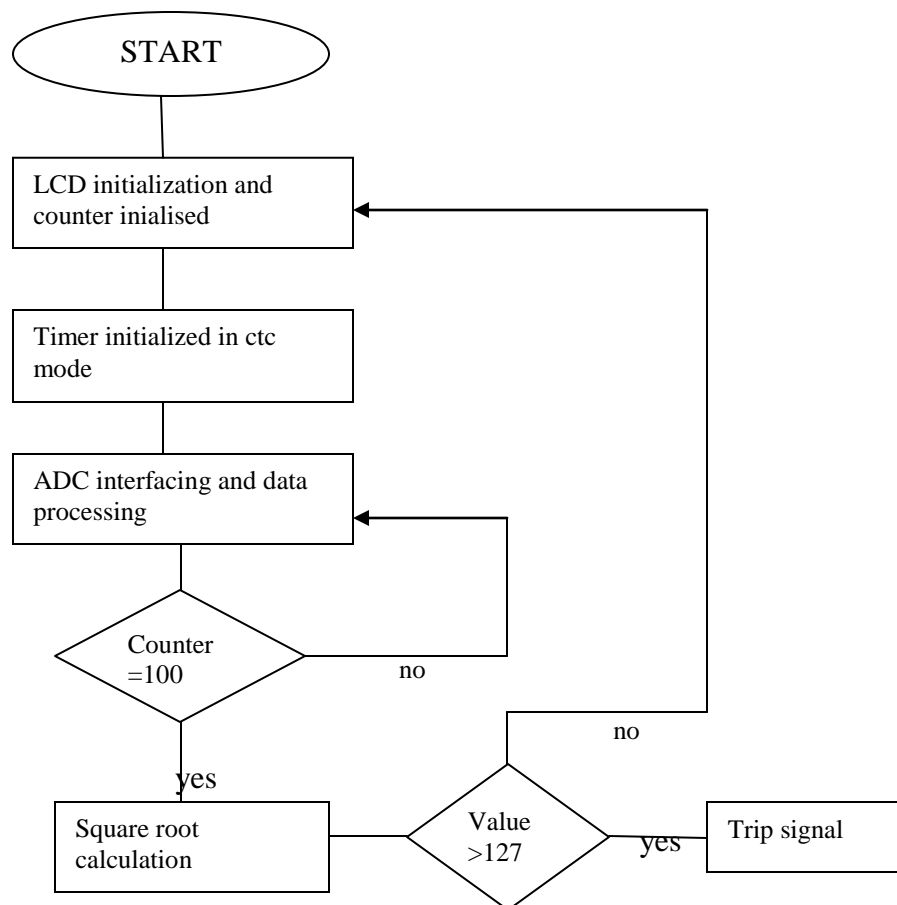 START
LCD initialization and
counter inialised
Timer initialized in ctc
mode
ADC interfacing and data
processing
Counter
=100
no
yes
Square root
calculation
Value
>127
no
yes
Trip signal